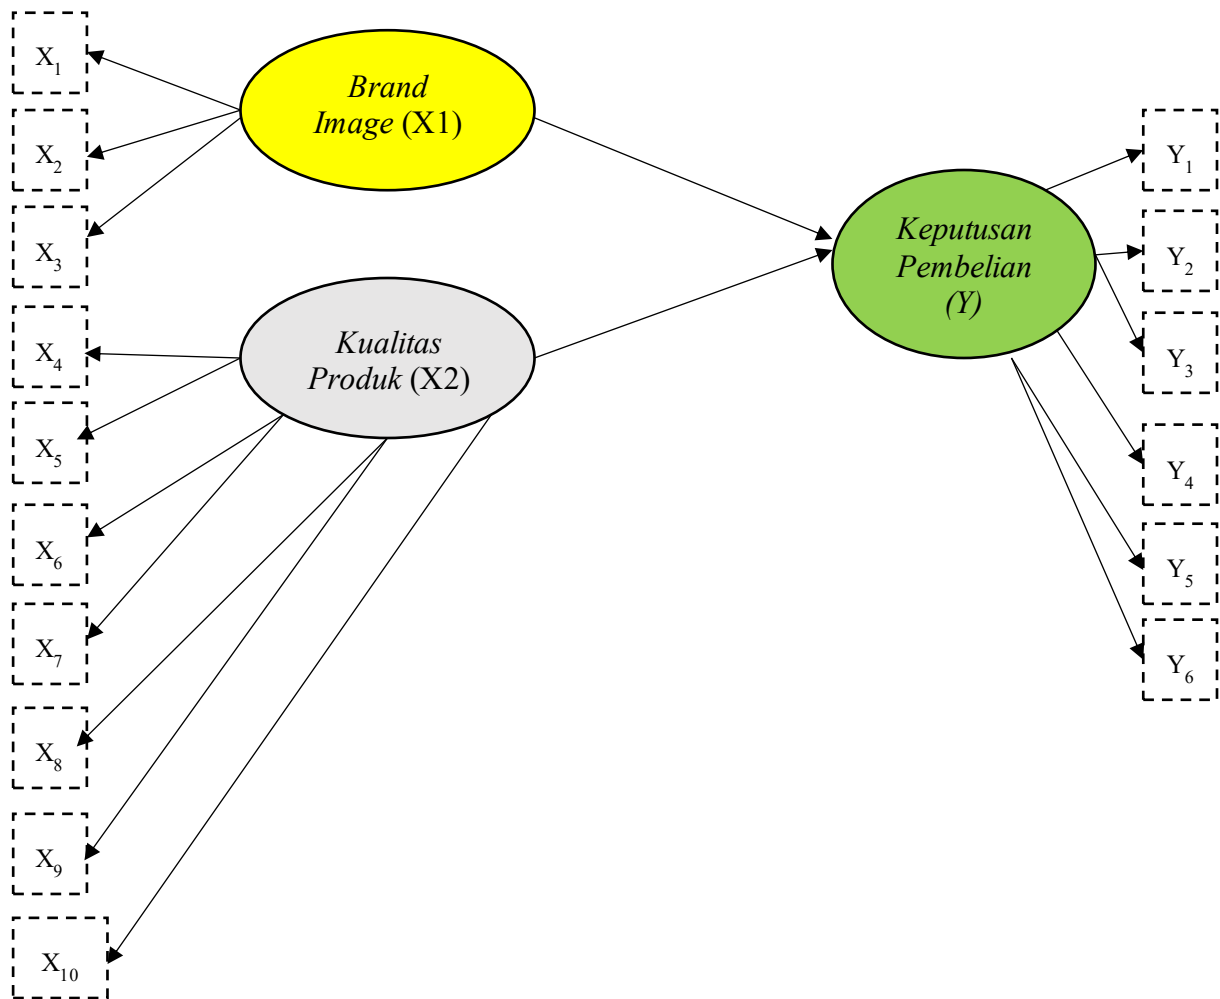 X1
X2
X3
X4
X5
X6
X7
X8
X9
X10
Brand
Image (X1)
Kualitas
Produk (X2)
Keputusan
Pembelian
(Y)
Y1
Y2
Y3
Y4
Y5
Y6